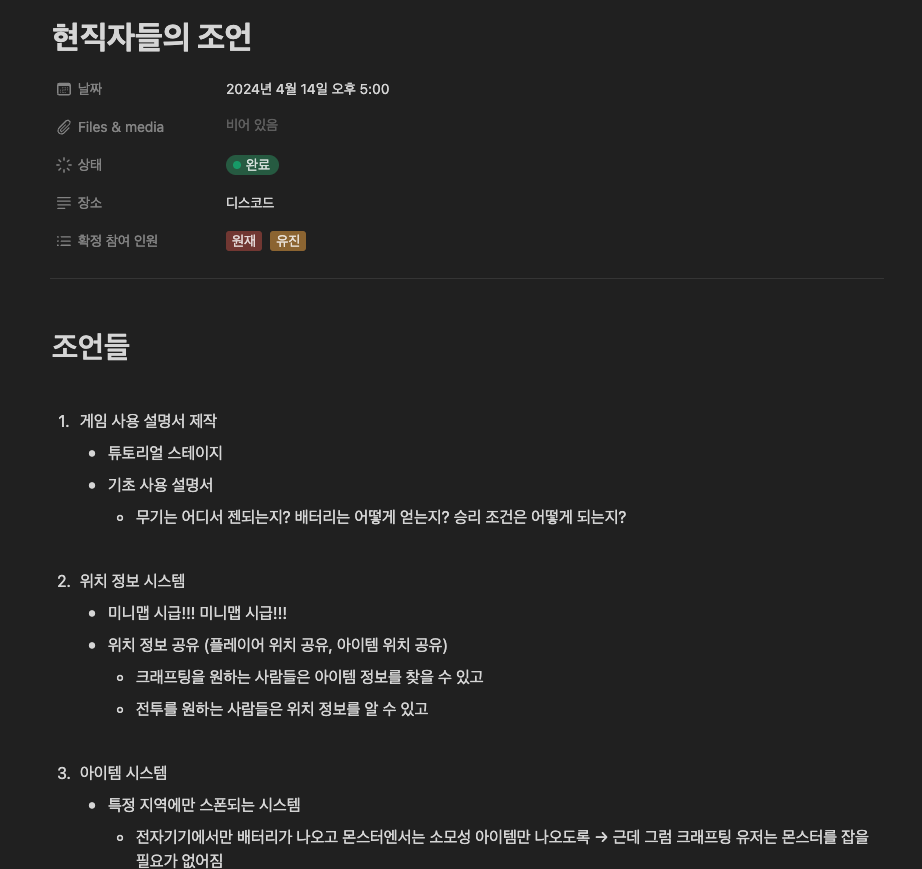 현직자들의 조언
날짜 2024년 4월 14일 오후 5:00
Files & media 비어 있음
상태 완료
장소 디스코드
확정 참여 인원 원재 유진
조언들
1. 게임 사용 설명서 제작
• 튜토리얼 스테이지
• 기초 사용 설명서
◦ 무기는 어디서 젠되는지? 배터리는 어떻게 얻는지? 승리 조건은 어떻게 되는지?
2. 위치 정보 시스템
• 미니맵 시급!!! 미니맵 시급!!!
• 위치 정보 공유 (플레이어 위치 공유, 아이템 위치 공유)
◦ 크래프팅을 원하는 사람들은 아이템 정보를 찾을 수 있고
◦ 전투를 원하는 사람들은 위치 정보를 알 수 있고
3. 아이템 시스템
• 특정 지역에만 스폰되는 시스템
◦ 전자기기에서만 배터리가 나오고 몬스터엔서는 소모성 아이템만 나오도록 → 근데 그럼 크래프팅 유저는 몬스터를 잡을
필요가 없어짐